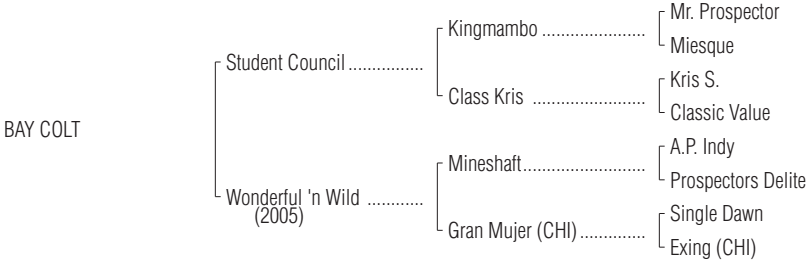 Mr. Prospector
Kingmambo ......................
Miesque
Student Council ................
Kris S.
Class Kris ........................
Classic Value
BAY COLT
A.P. Indy
Mineshaft..........................
Prospectors Delite
Wonderful 'n Wild ............
(2005)
Single Dawn
Gran Mujer (CHI) ..............
Exing (CHI)